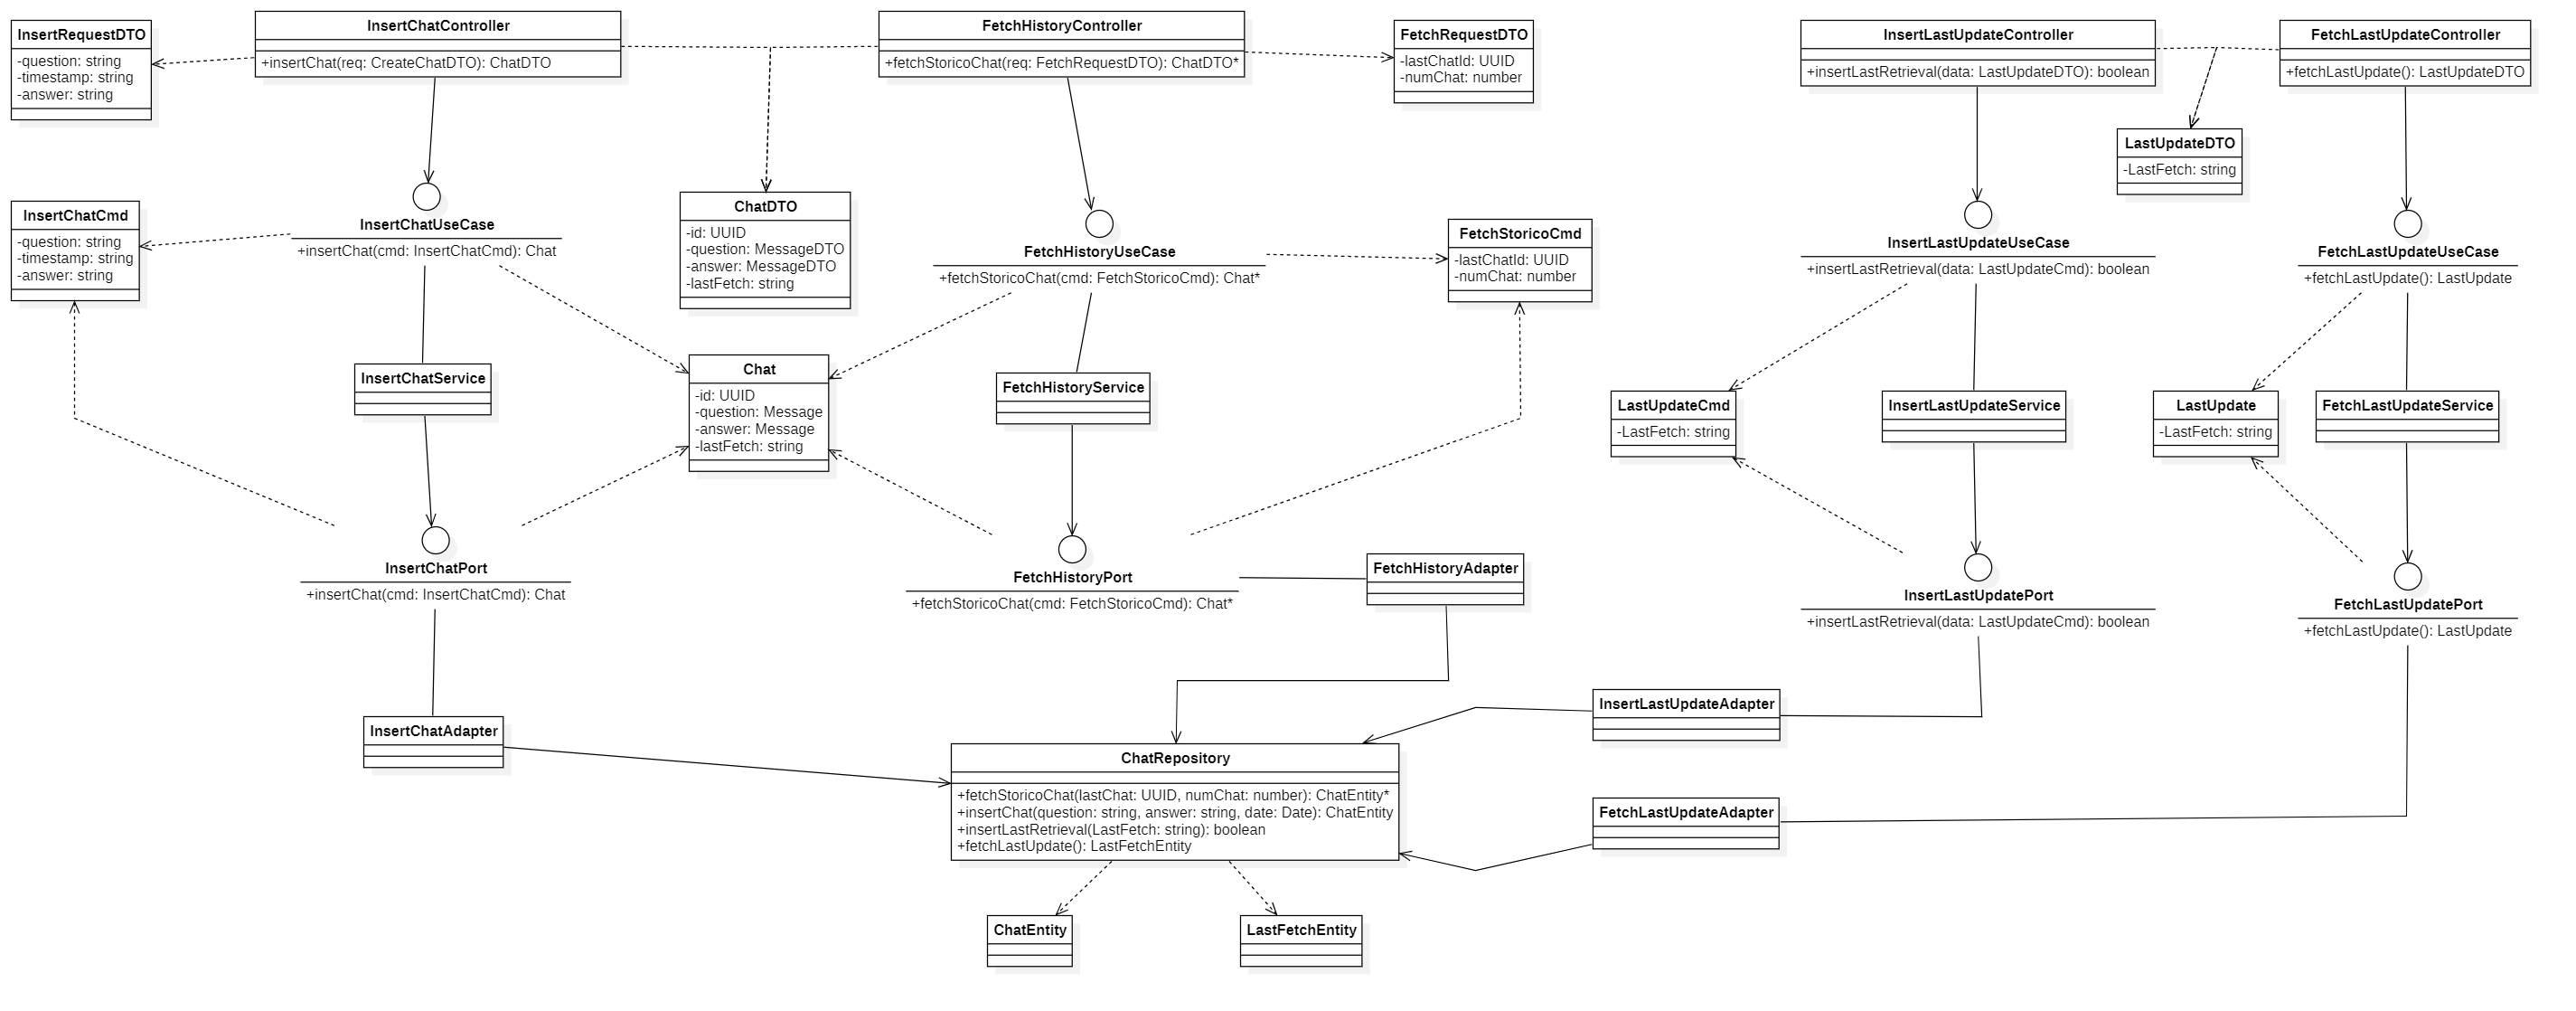 InsertRequestDTO
-question: string
-timestamp: string
-answer: string
InsertChatController
+insertChat(req: CreateChatDTO): ChatDTO
FetchHistoryController
+fetchStoricoChat(req: FetchRequestDTO): ChatDTO*
FetchRequestDTO
-lastChatId: UUID
-numChat: number
InsertLastUpdateController
+insertLastRetrieval(data: LastUpdateDTO): boolean
FetchLastUpdateController
+fetchLastUpdate(): LastUpdateDTO
LastUpdateDTO
-LastFetch: string
InsertChatCmd
-question: string
-timestamp: string
-answer: string
InsertChatUseCase
+insertChat(cmd: InsertChatCmd): Chat
ChatDTO
-id: UUID
-question: MessageDTO
-answer: MessageDTO
-lastFetch: string
FetchHistoryUseCase
+fetchStoricoChat(cmd: FetchStoricoCmd): Chat*
FetchStoricoCmd
-lastChatId: UUID
-numChat: number
InsertLastUpdateUseCase
+insertLastRetrieval(data: LastUpdateCmd): boolean
FetchLastUpdateUseCase
+fetchLastUpdate(): LastUpdate
InsertChatService
Chat
-id: UUID
-question: Message
-answer: Message
-lastFetch: string
FetchHistoryService
LastUpdateCmd
-LastFetch: string
InsertLastUpdateService
LastUpdate
-LastFetch: string
FetchLastUpdateService
InsertChatPort
+insertChat(cmd: InsertChatCmd): Chat
FetchHistoryPort
+fetchStoricoChat(cmd: FetchStoricoCmd): Chat*
FetchHistoryAdapter
InsertLastUpdatePort
+insertLastRetrieval(data: LastUpdateCmd): boolean
FetchLastUpdatePort
+fetchLastUpdate(): LastUpdate
InsertChatAdapter
InsertLastUpdateAdapter
ChatRepository
+fetchStoricoChat(lastChat: UUID, numChat: number): ChatEntity*
+insertChat(question: string, answer: string, date: Date): ChatEntity
+insertLastRetrieval(LastFetch: string): boolean
+fetchLastUpdate(): LastFetchEntity
FetchLastUpdateAdapter
ChatEntity
LastFetchEntity